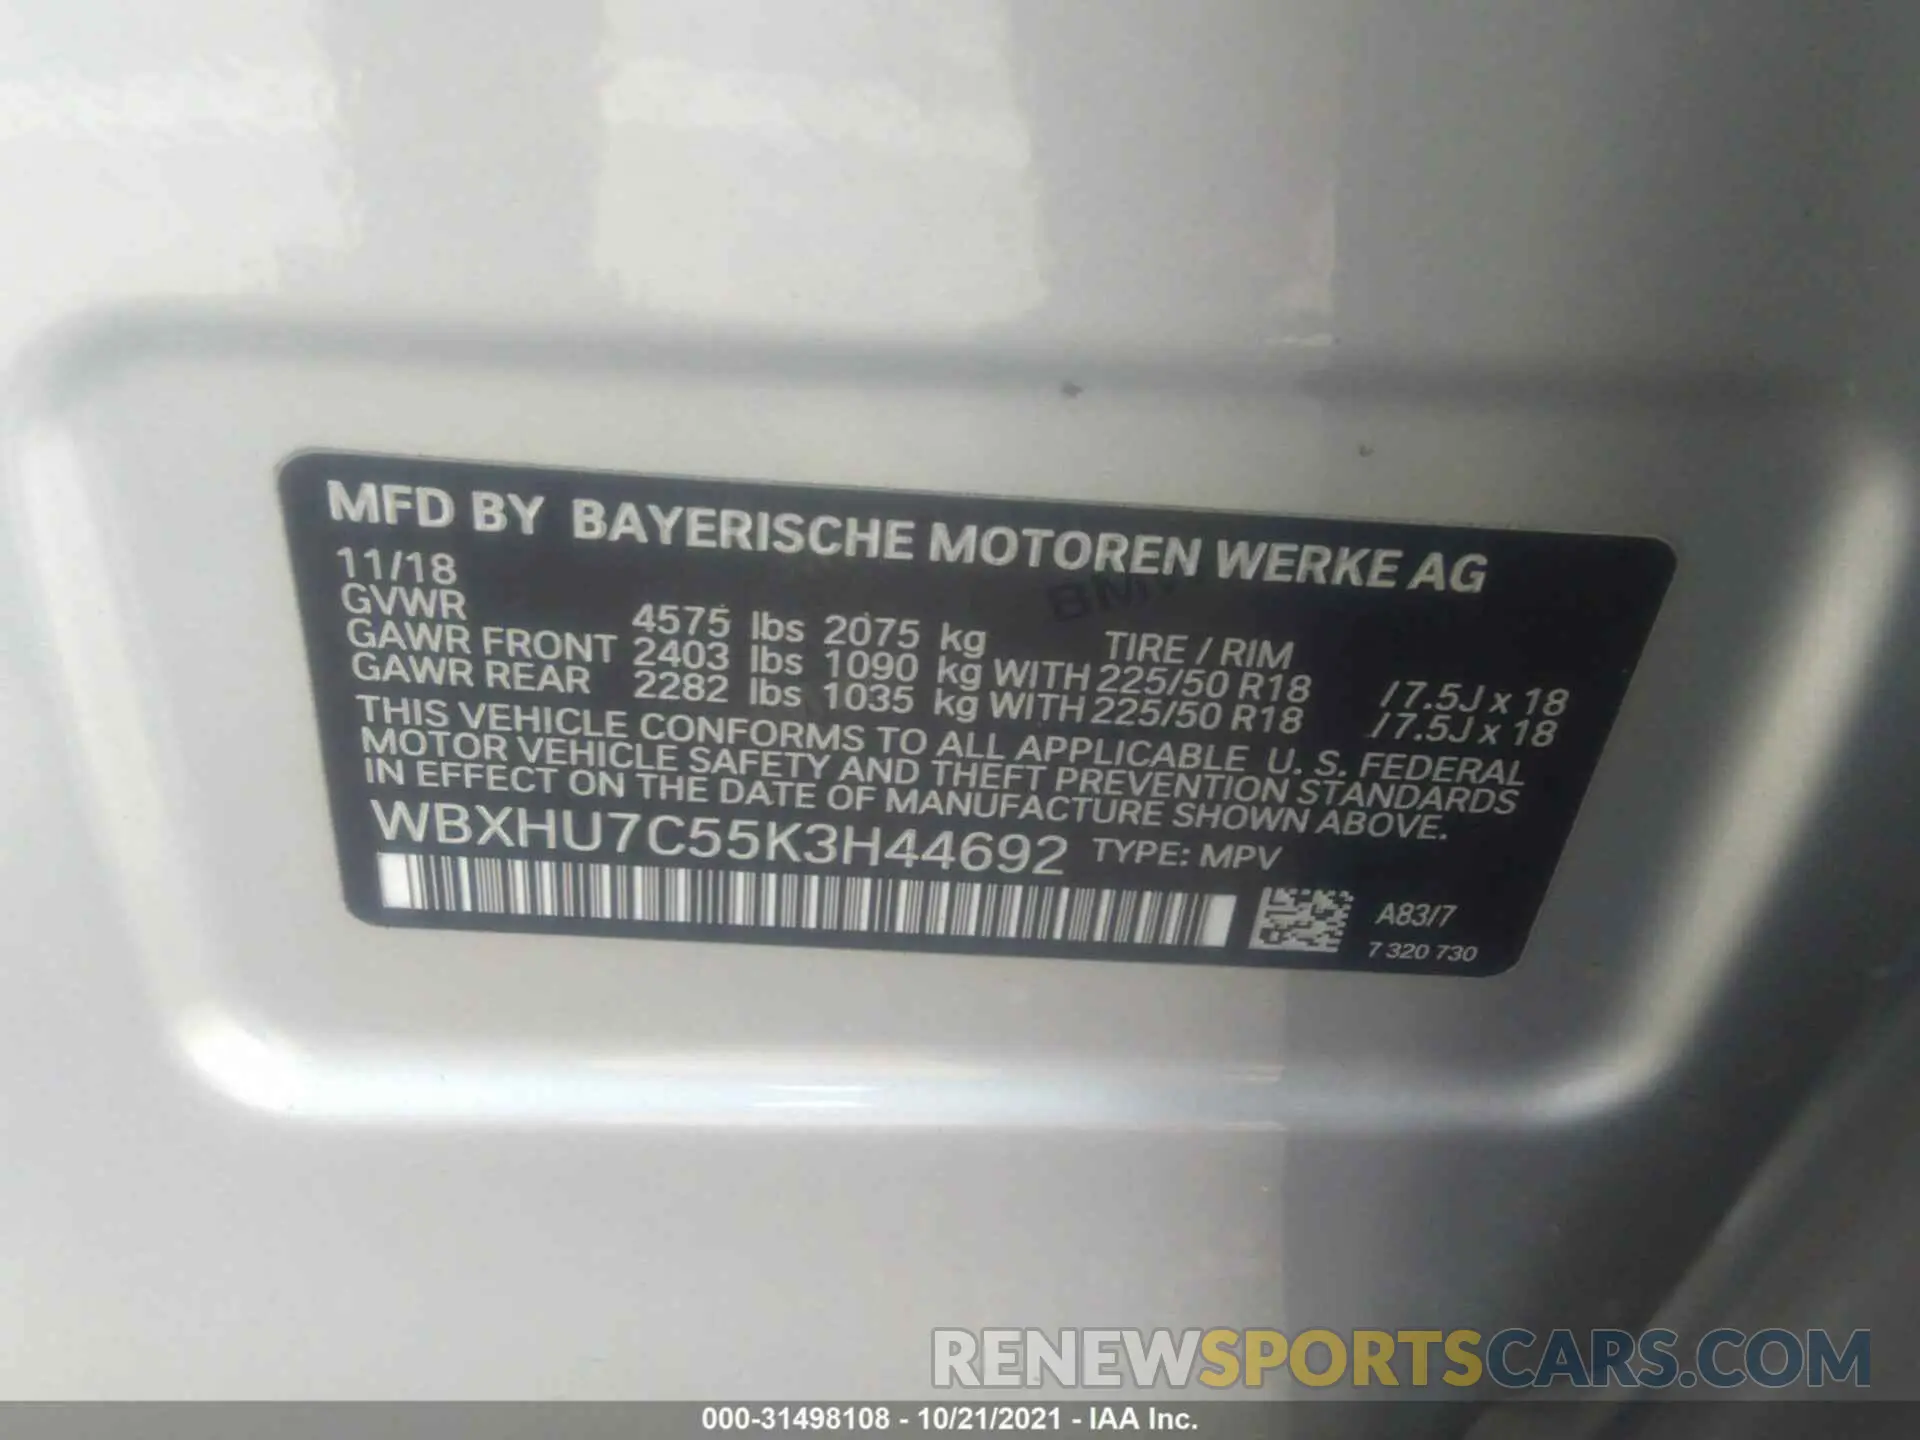 MFD BY BAYERISCHE MOTOREN WERKE AG
11/18
GVWR 4575 lbs 2075 kg TIRE / RIM
GAWR FRONT 2403 lbs 1090 kg WITH 225/50 R18 / 7.5J x 18
GAWR REAR 2282 lbs 1035 kg WITH 225/50 R18 / 7.5J x 18
THIS VEHICLE CONFORMS TO ALL APPLICABLE U. S. FEDERAL
MOTOR VEHICLE SAFETY AND THEFT PREVENTION STANDARDS
IN EFFECT ON THE DATE OF MANUFACTURE SHOWN ABOVE.
WBXHU7C55K3H44692 TYPE: MPV
A83/7
7 320 730
RENEWSPORTSCARS.COM
000-31498108 - 10/21/2021 - IAA Inc.